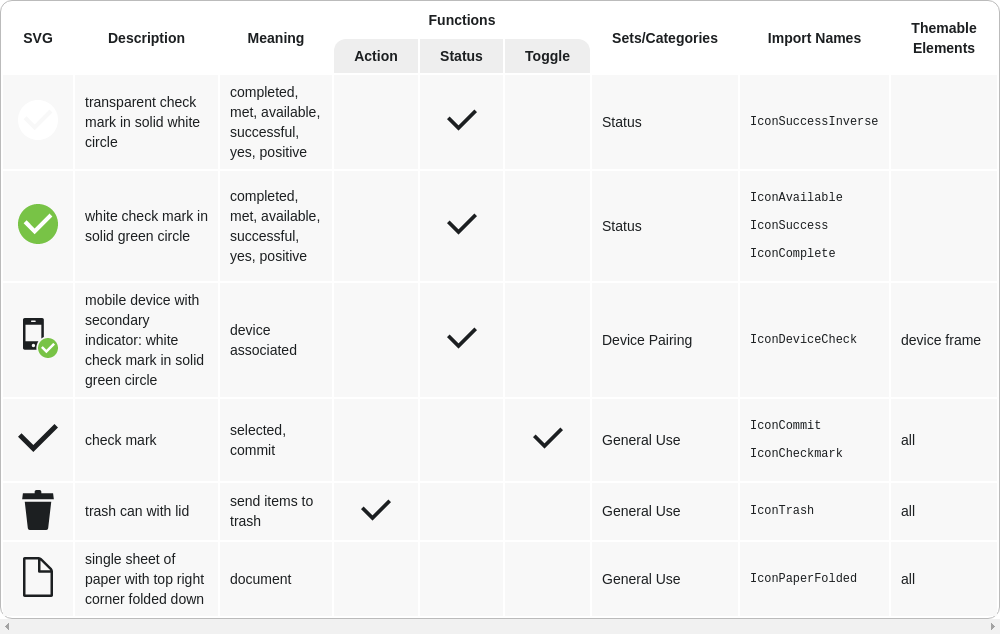 SVG
Description
Meaning
Functions
Action
Status
Toggle
Sets/Categories
Import Names
Themable
Elements
transparent check
mark in solid white
circle
completed,
met, available,
successful,
yes, positive
Status
IconSuccessInverse
white check mark in
solid green circle
completed,
met, available,
successful,
yes, positive
Status
IconAvailable
IconSuccess
IconComplete
mobile device with
secondary
indicator: white
check mark in solid
green circle
device
associated
Device Pairing
IconDeviceCheck
device frame
check mark
selected,
commit
General Use
IconCommit
IconCheckmark
all
trash can with lid
send items to
trash
General Use
IconTrash
all
single sheet of
paper with top right
corner folded down
document
General Use
IconPaperFolded
all